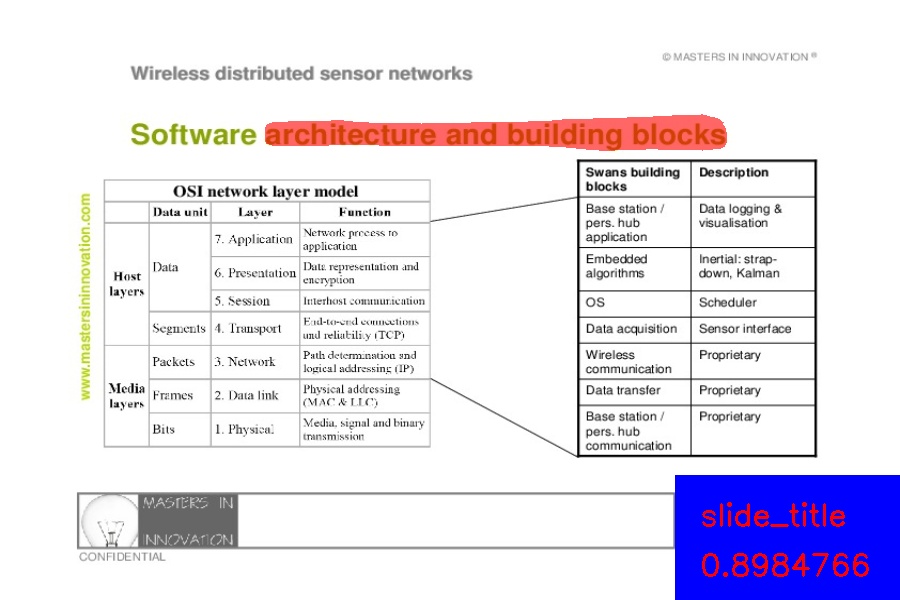 © MASTERS IN INNOVATION ®
Wireless distributed sensor networks
Software architecture and building blocks
www.mastersininnovation.com
OSI network layer model
Data unit Layer Function
Host layers
Data
7. Application Network process to application
6. Presentation Data representation and encryption
5. Session Interhost communication
Segments 4. Transport End-to-end connections and reliability (TCP)
Media layers
Packets 3. Network Path determination and logical addressing (IP)
Frames 2. Data link Physical addressing (MAC & LLC)
Bits 1. Physical Media, signal and binary transmission
Swans building blocks Description
Base station / pers. hub application Data logging & visualisation
Embedded algorithms Inertial: strap-down, Kalman
OS Scheduler
Data acquisition Sensor interface
Wireless communication Proprietary
Data transfer Proprietary
Base station / pers. hub communication Proprietary
MASTERS IN
INNOVATION
CONFIDENTIAL
slide_title
0.8984766